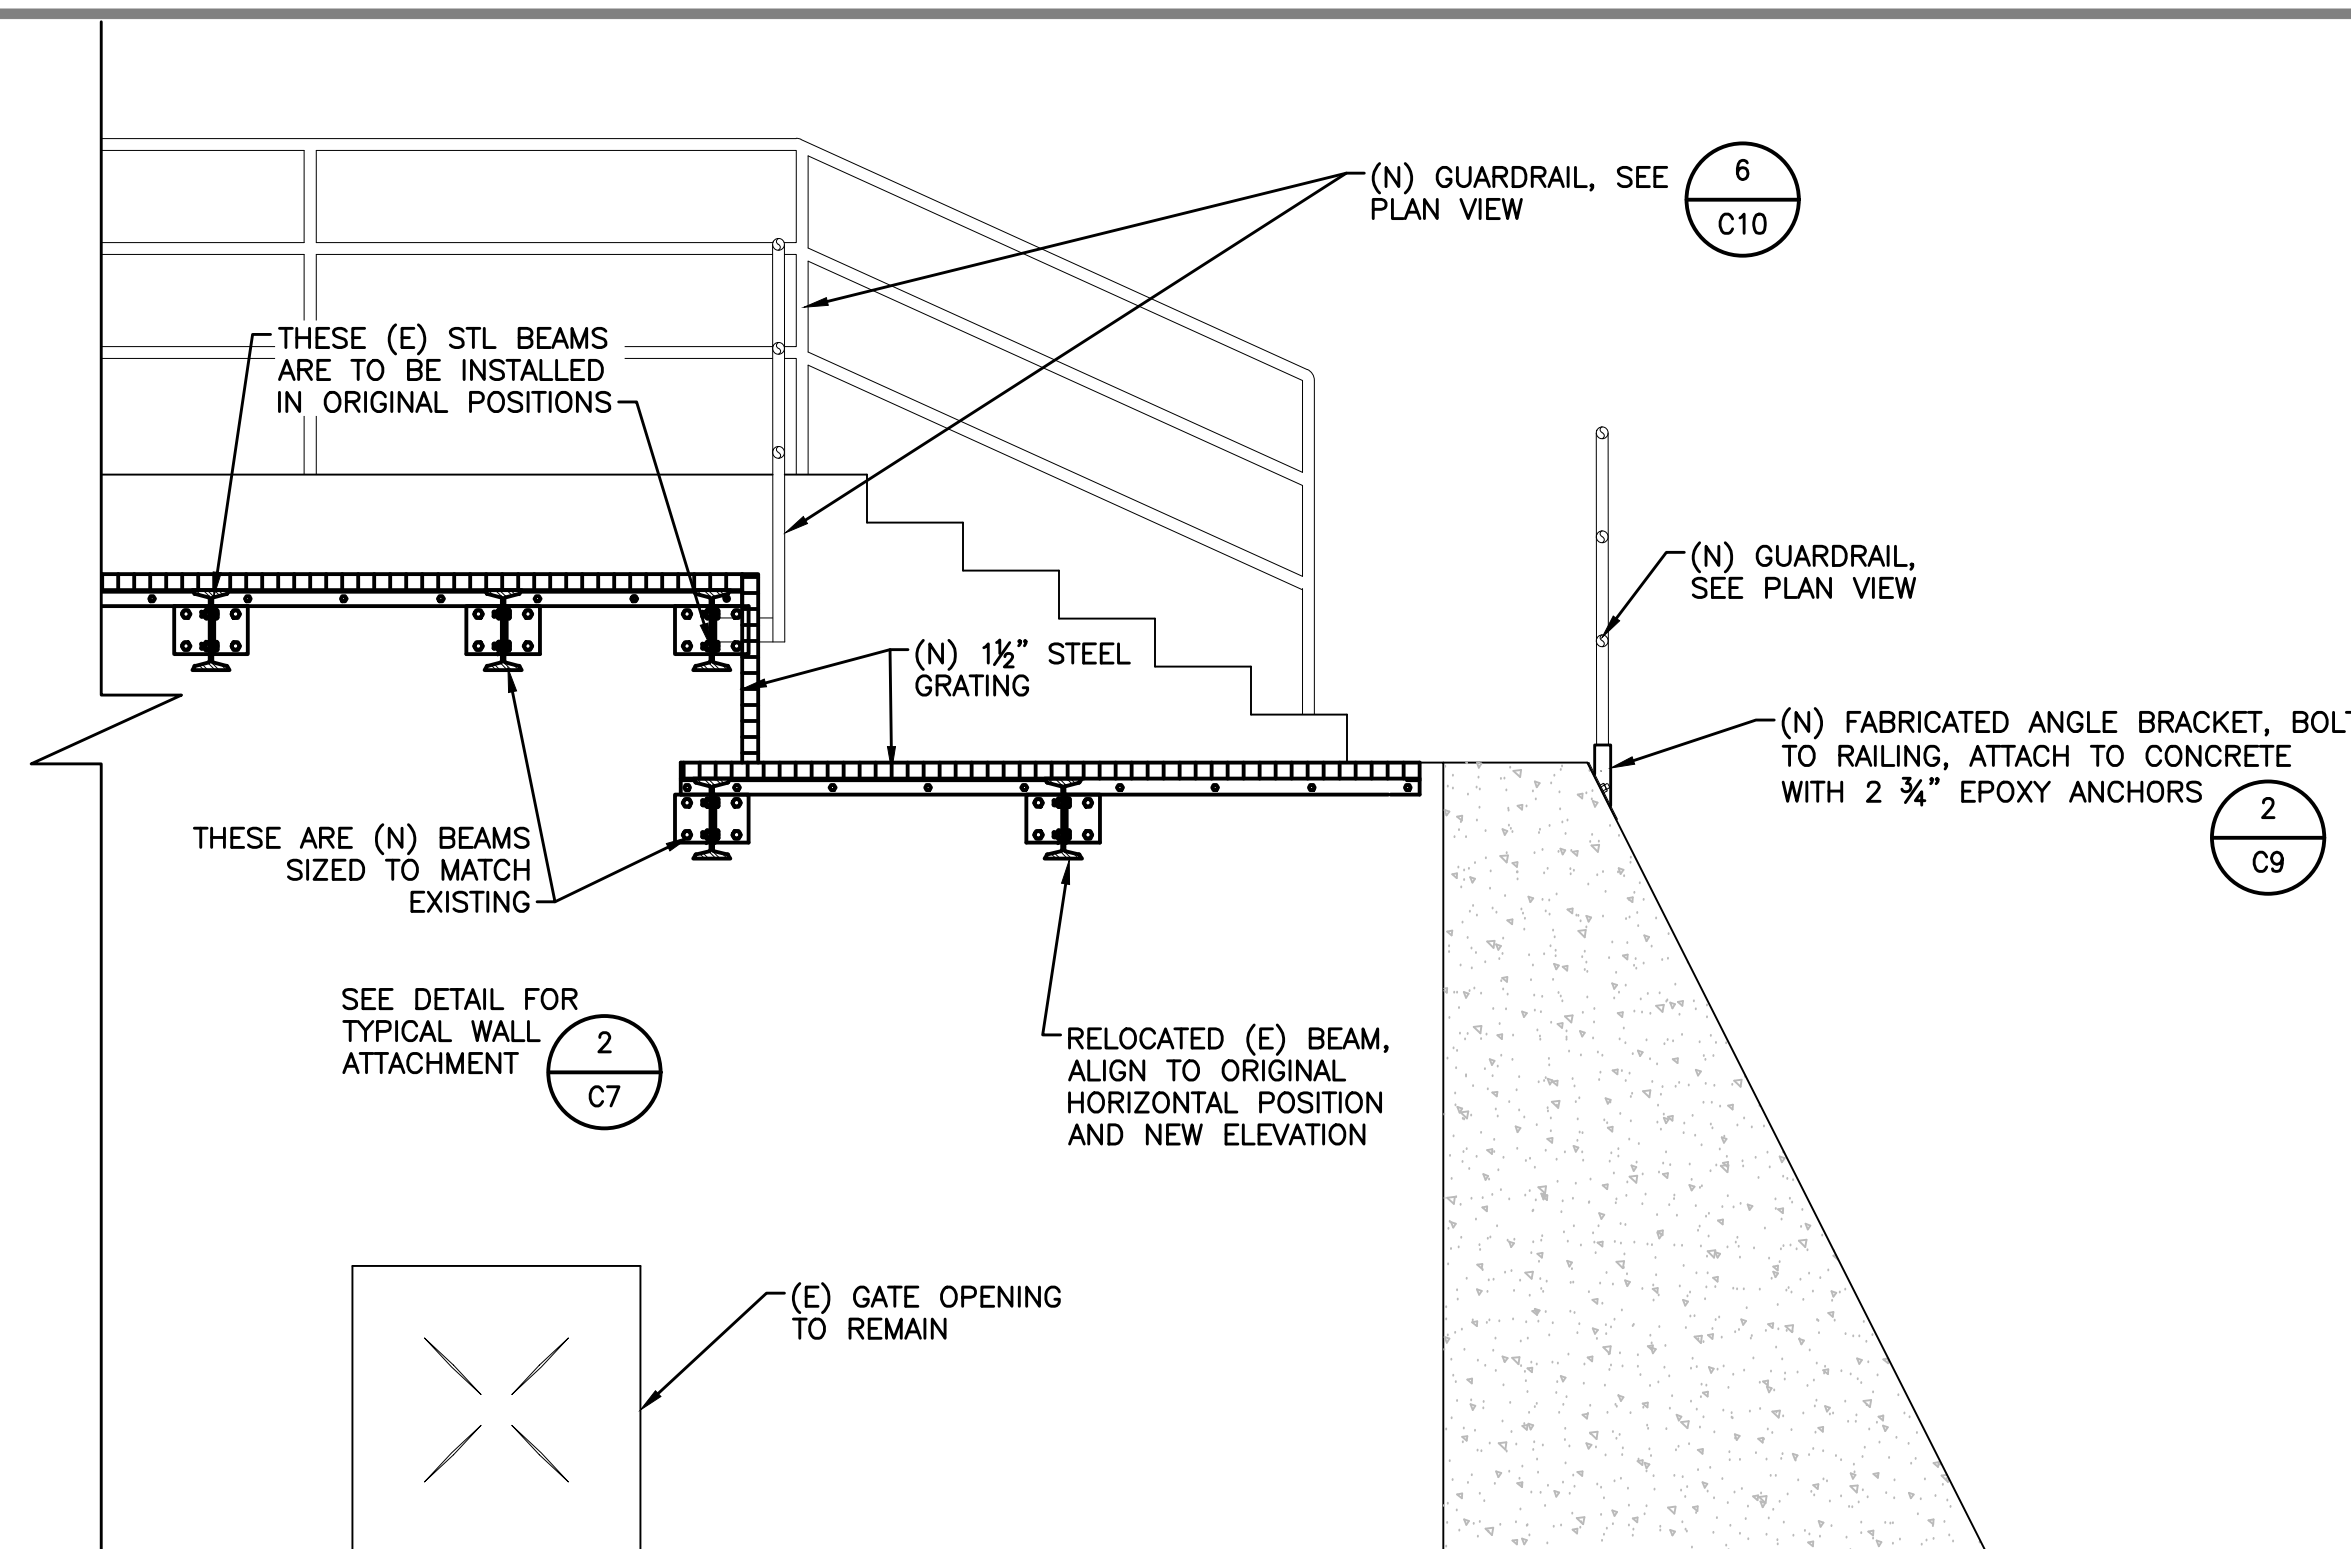 (N) GUARDRAIL, SEE
PLAN VIEW
6
C10
THESE (E) STL BEAMS
ARE TO BE INSTALLED
IN ORIGINAL POSITIONS
(N) GUARDRAIL,
SEE PLAN VIEW
(N) 1½" STEEL
GRATING
(N) FABRICATED ANGLE BRACKET, BOLT
TO RAILING, ATTACH TO CONCRETE
WITH 2 ¾" EPOXY ANCHORS
2
C9
THESE ARE (N) BEAMS
SIZED TO MATCH
EXISTING
SEE DETAIL FOR
TYPICAL WALL
ATTACHMENT
2
C7
RELOCATED (E) BEAM,
ALIGN TO ORIGINAL
HORIZONTAL POSITION
AND NEW ELEVATION
(E) GATE OPENING
TO REMAIN